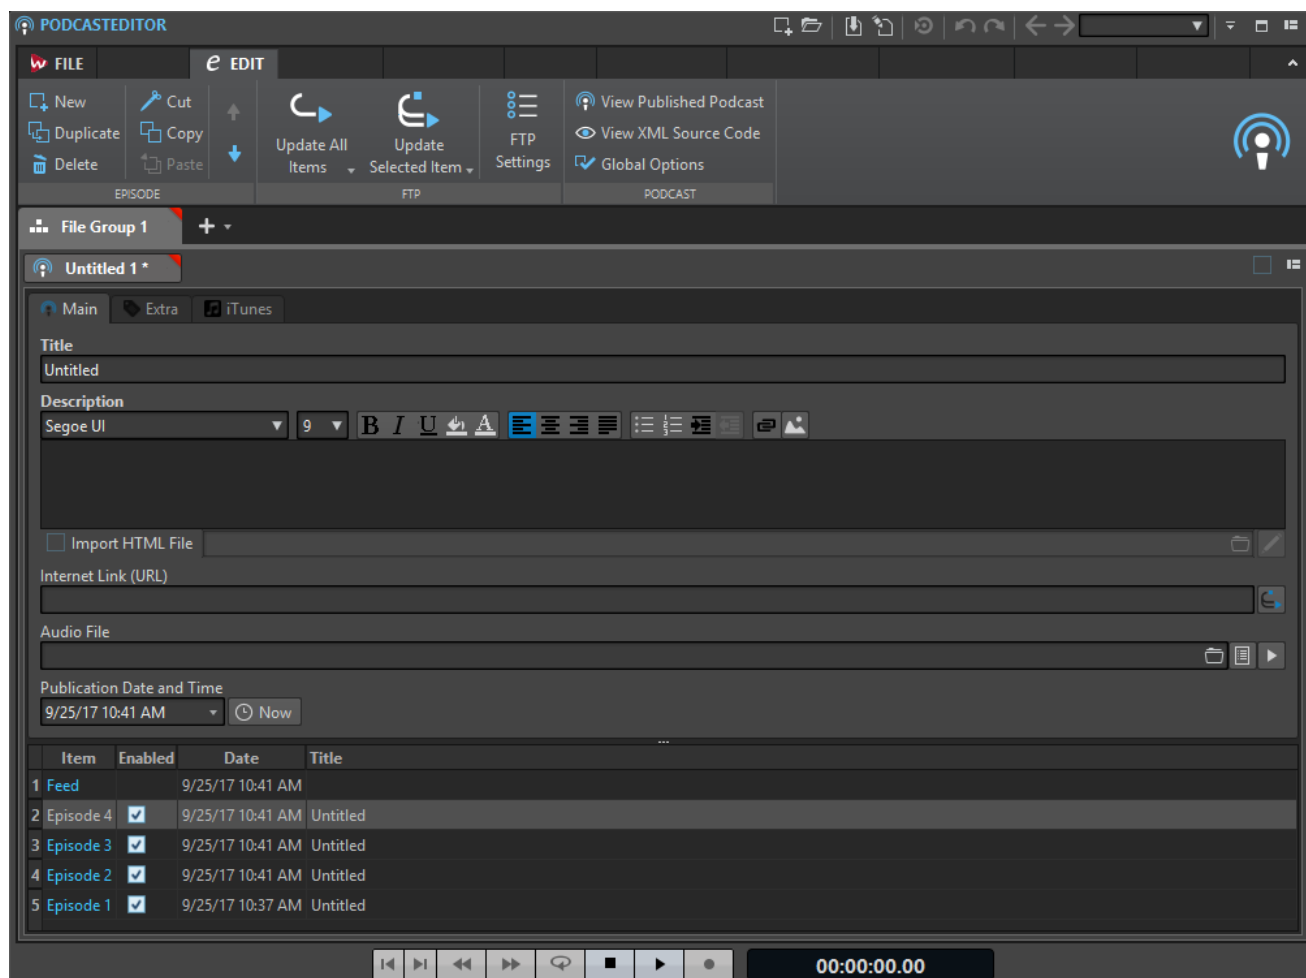 PODCASTEDITOR
FILE
e EDIT
New
Cut
Duplicate
Copy
Delete
Paste
Update All
Items
Update
Selected Item
FTP
Settings
View Published Podcast
View XML Source Code
Global Options
EPISODE
FTP
PODCAST
File Group 1
Untitled 1 *
Main
Extra
iTunes
Title
Untitled
Description
Segoe UI
9
B I U A
Import HTML File
Internet Link (URL)
Audio File
Publication Date and Time
9/25/17 10:41 AM
Now
Item Enabled Date Title
1 Feed 9/25/17 10:41 AM
2 Episode 4 9/25/17 10:41 AM Untitled
3 Episode 3 9/25/17 10:41 AM Untitled
4 Episode 2 9/25/17 10:41 AM Untitled
5 Episode 1 9/25/17 10:37 AM Untitled
00:00:00.00